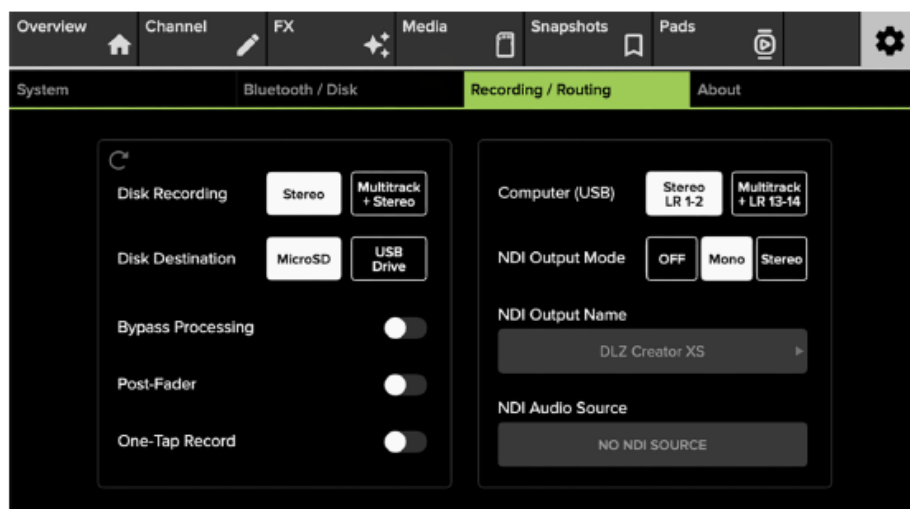 Overview
Channel
FX
Media
Snapshots
Pads
System
Bluetooth / Disk
Recording / Routing
About
Disk Recording
Stereo
Multitrack
+ Stereo
Disk Destination
MicroSD
USB
Drive
Bypass Processing
Post-Fader
One-Tap Record
Computer (USB)
Stereo
LR 1-2
Multitrack
+ LR 13-14
NDI Output Mode
OFF
Mono
Stereo
NDI Output Name
DLZ Creator XS
NDI Audio Source
NO NDI SOURCE